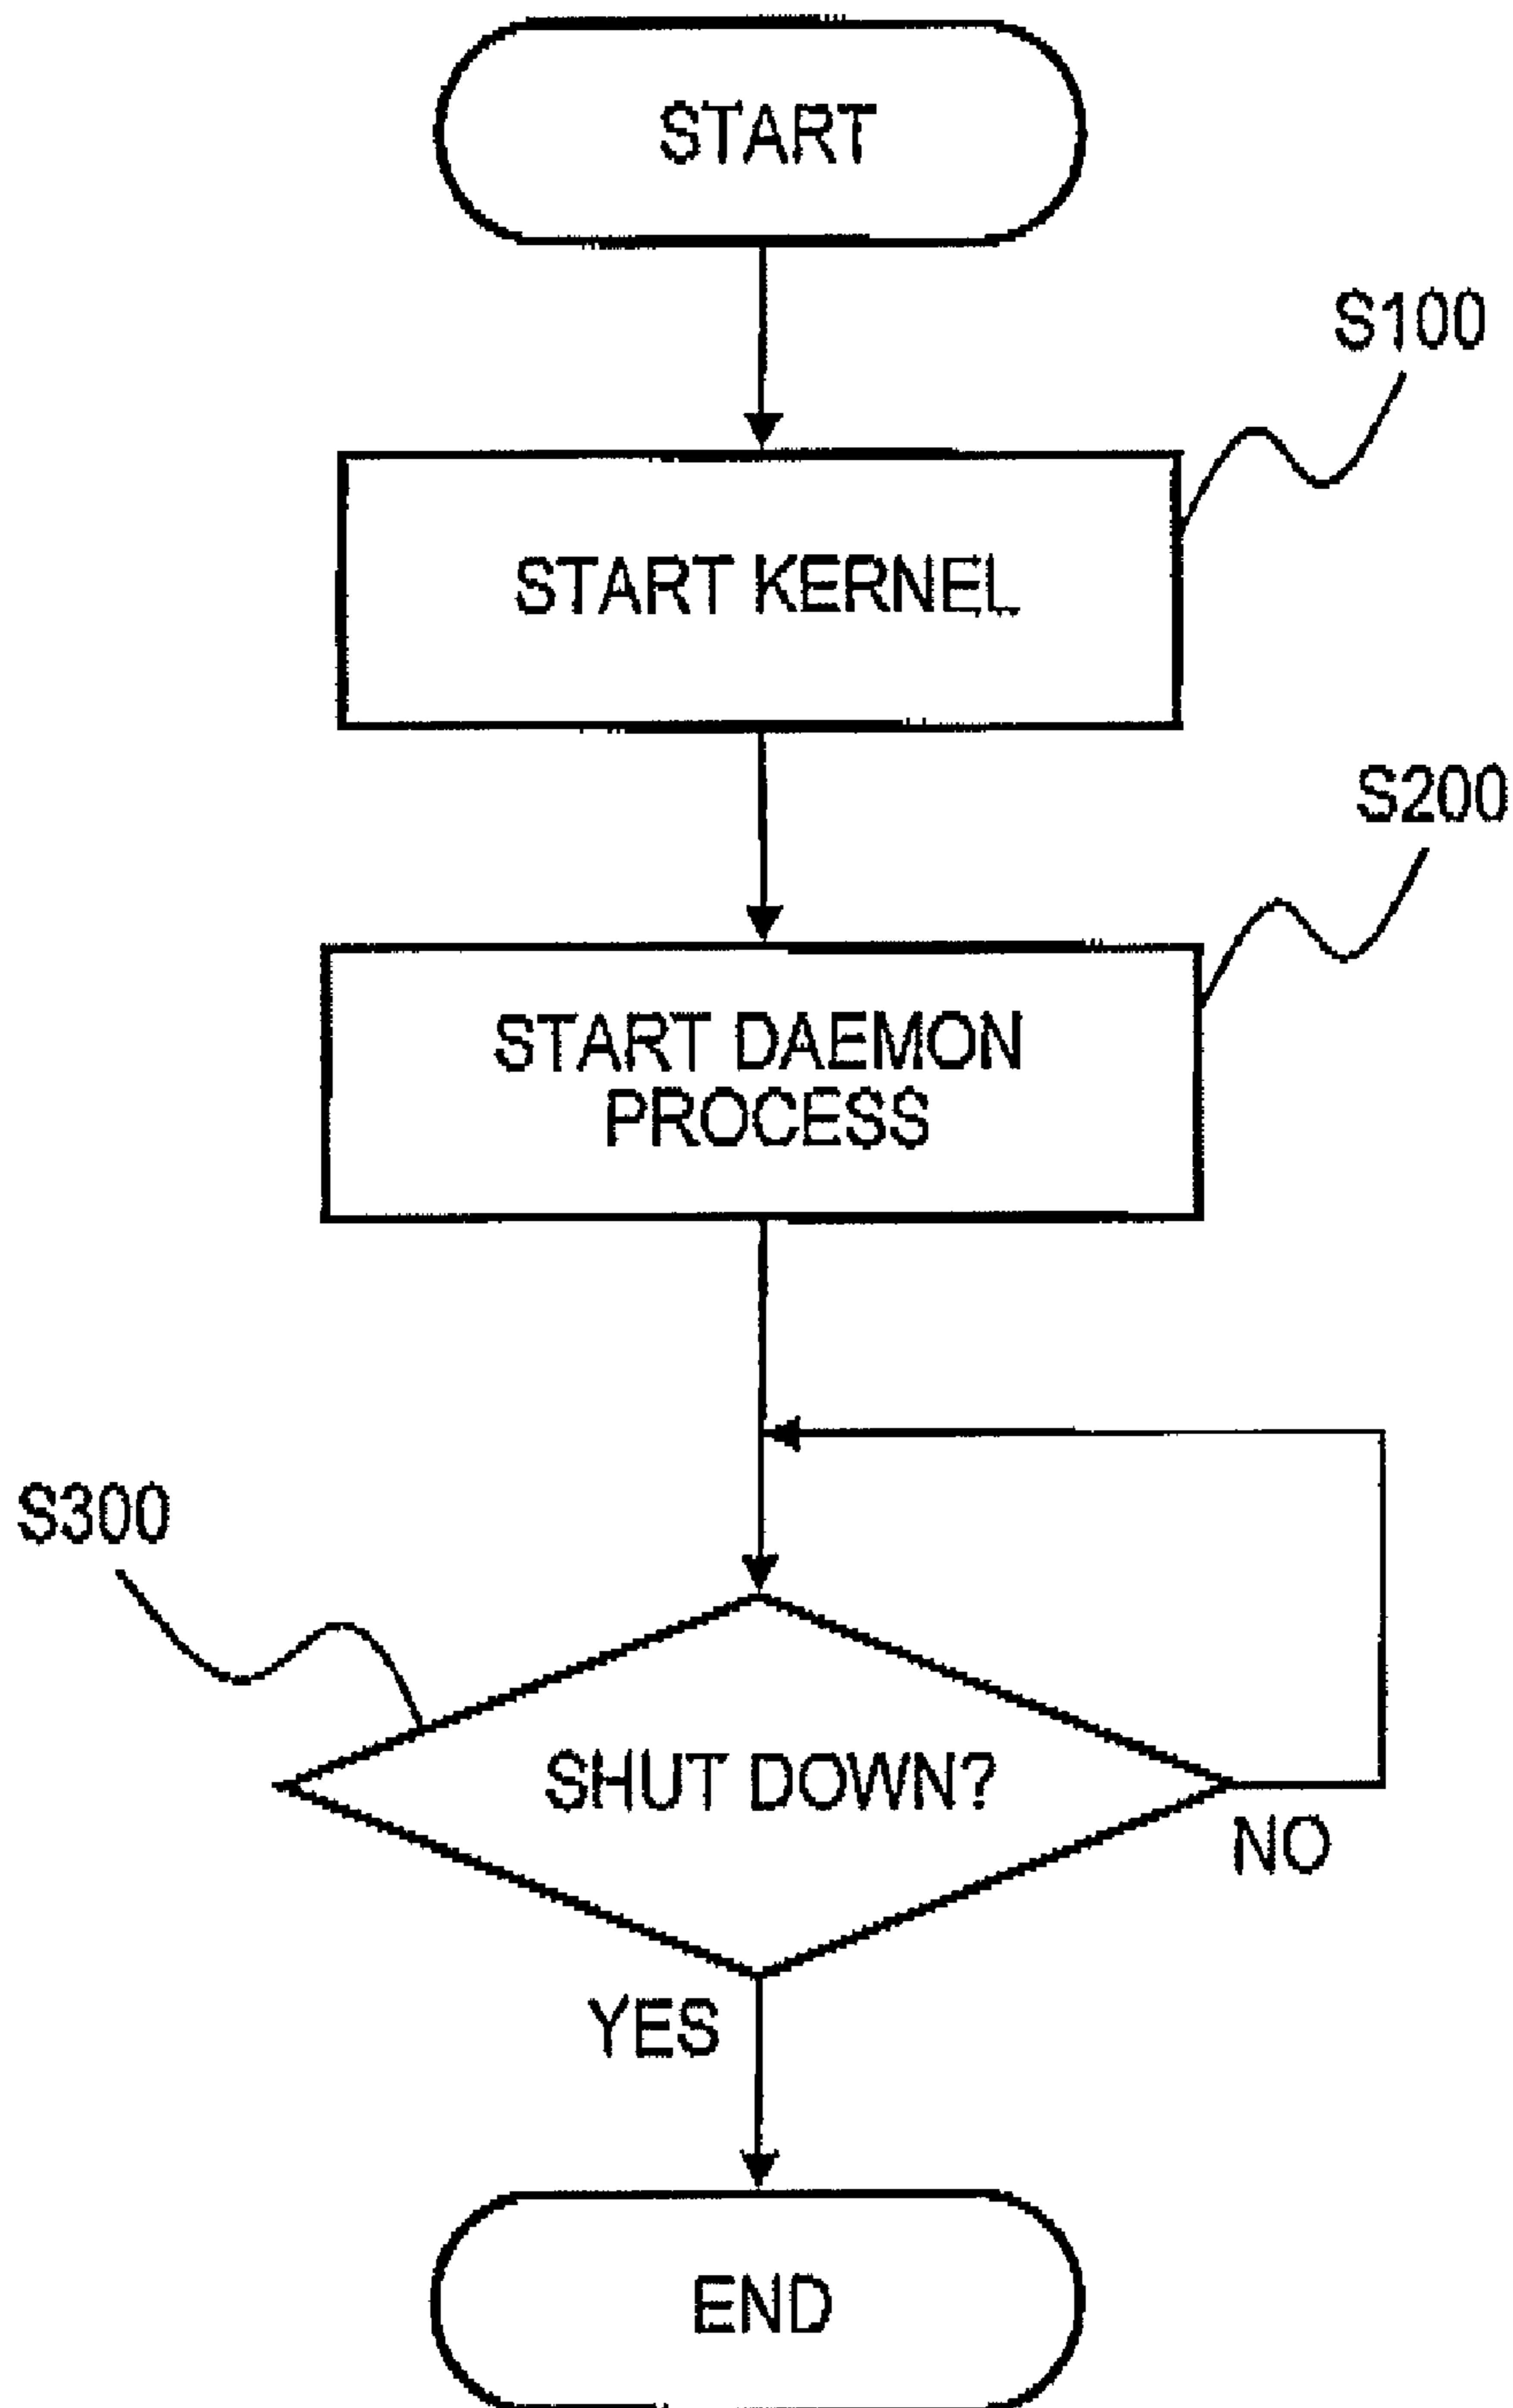 START
S100
START KERNEL
S200
START DAEMON
PROCESS
S300
SHUT DOWN?
NO
YES
END